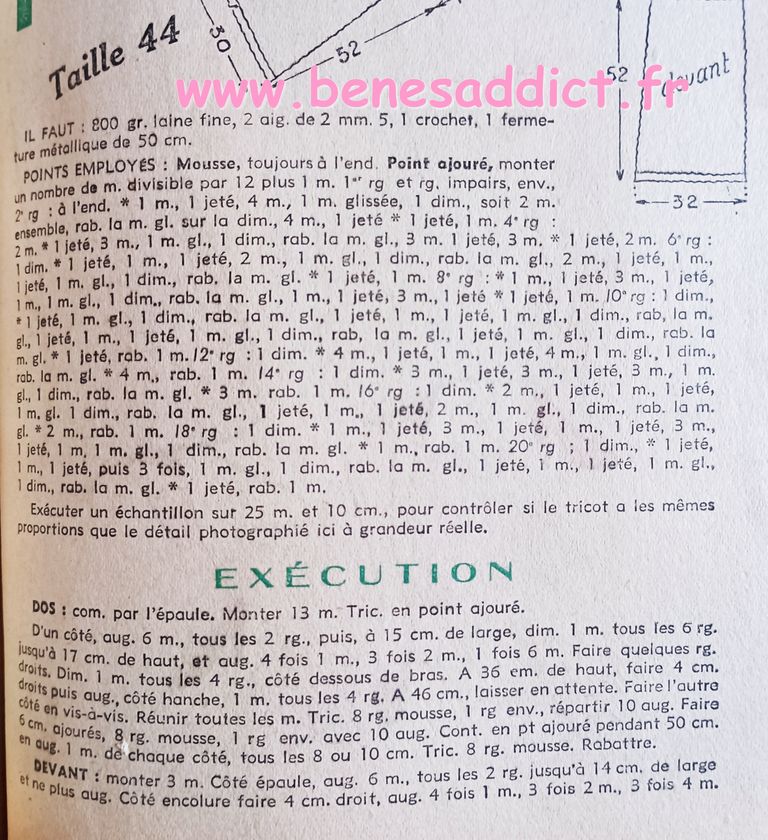 Taille 44
30
52
52
devant
32
www.benesaddict.fr
IL FAUT : 800 gr. laine fine, 2 aig. de 2 mm. 5, 1 crochet, 1 ferme-
ture métallique de 50 cm.
POINTS EMPLOYÉS : Mousse, toujours à l'end. Point ajouré, monter
un nombre de m. divisible par 12 plus 1 m. 1er rg et rg. impairs, env.,
2e rg : à l'end. * 1 m., 1 jeté, 4 m., 1 m. glissée, 1 dim., soit 2 m.
ensemble, rab. la m. gl. sur la dim., 4 m., 1 jeté * 1 jeté, 1 m. 4e rg :
2 m. * 1 jeté, 3 m., 1 m. gl., 1 dim., rab. la m. gl., 3 m. 1 jeté, 3 m. * 1 jeté, 2 m. 6e rg :
1 dim. * 1 jeté, 1 m., 1 jeté, 2 m., 1 m. gl., 1 dim., rab. la m. gl., 2 m., 1 jeté, 1 m.,
1 jeté, 1 m. gl., 1 dim., rab. la m. gl. * 1 jeté, 1 m. 8e rg : * 1 m., 1 jeté, 3 m., 1 jeté,
1 m., 1 m. gl., 1 dim., rab. la m. gl., 1 m., 1 jeté, 3 m., 1 jeté * 1 jeté, 1 m. 10e rg : 1 dim.,
* 1 jeté, 1 m. gl., 1 dim., rab. la m. gl., 1 jeté, 1 m., 1 jeté, 1 m. gl., 1 dim., rab, la m.
gl., 1 jeté, 1 m., 1 jeté, 1 m. gl., 1 dim., rab, la m. gl., 1 jeté, 1 m. gl., 1 dim., rab. la
m. gl. * 1 jeté, rab. 1 m. 12e rg : 1 dim. * 4 m., 1 jeté, 1 m., 1 jeté, 4 m., 1 m. gl., 1 dim.,
rab. la m. gl. * 4 m., rab. 1 m. 14e rg : 1 dim. * 3 m., 1 jeté, 3 m., 1 jeté, 3 m., 1 m.
gl., 1 dim., rab. la m. gl. * 3 m. rab. 1 m. 16e rg : 1 dim. * 2 m., 1 jeté, 1 m., 1 jeté,
1 m. gl. 1 dim., rab. la m. gl., 1 jeté, 1 m., 1 jeté, 2 m., 1 m. gl., 1 dim., rab. la m.
gl. * 2 m., rab. 1 m. 18e rg : 1 dim. * 1 m., 1 jeté, 3 m., 1 jeté, 1 m., 1 jeté, 3 m.,
1 jeté, 1 m, 1 m. gl., 1 dim., rab. la m. gl. * 1 m., rab. 1 m. 20e rg ; 1 dim., * 1 jeté,
1 m., 1 jeté, puis 3 fois, 1 m. gl., 1 dim., rab. la m. gl., 1 jeté, 1 m., 1 jeté, 1 m. gl.,
1 dim., rab. la m. gl. * 1 jeté, rab. 1 m.
Exécuter un échantillon sur 25 m. et 10 cm., pour contrôler si le tricot a les mêmes
proportions que le détail photographié ici à grandeur réelle.
EXÉCUTION
DOS : com. par l'épaule. Monter 13 m. Tric. en point ajouré.
D'un côté, aug. 6 m., tous les 2 rg., puis, à 15 cm. de large, dim. 1 m. tous les 6 rg.
jusqu'à 17 cm. de haut, et aug. 4 fois 1 m., 3 fois 2 m., 1 fois 6 m. Faire quelques rg.
droits. Dim. 1 m. tous les 4 rg., côté dessous de bras. A 36 cm. de haut, faire 4 cm.
droits puis aug., côté hanche, 1 m. tous les 4 rg. A 46 cm., laisser en attente. Faire l'autre
côté en vis-à-vis. Réunir toutes les m. Tric. 8 rg. mousse, 1 rg env., répartir 10 aug. Faire
6 cm. ajourés, 8 rg. mousse, 1 rg env. avec 10 aug. Cont. en pt ajouré pendant 50 cm.
en aug. 1 m. de chaque côté, tous les 8 ou 10 cm. Tric. 8 rg. mousse. Rabattre.
DEVANT : monter 3 m. Côté épaule, aug. 6 m., tous les 2 rg. jusqu'à 14 cm. de large
et ne plus aug. Côté encolure faire 4 cm. droit, aug. 4 fois 1 m., 3 fois 2 m., 3 fois 4 m.